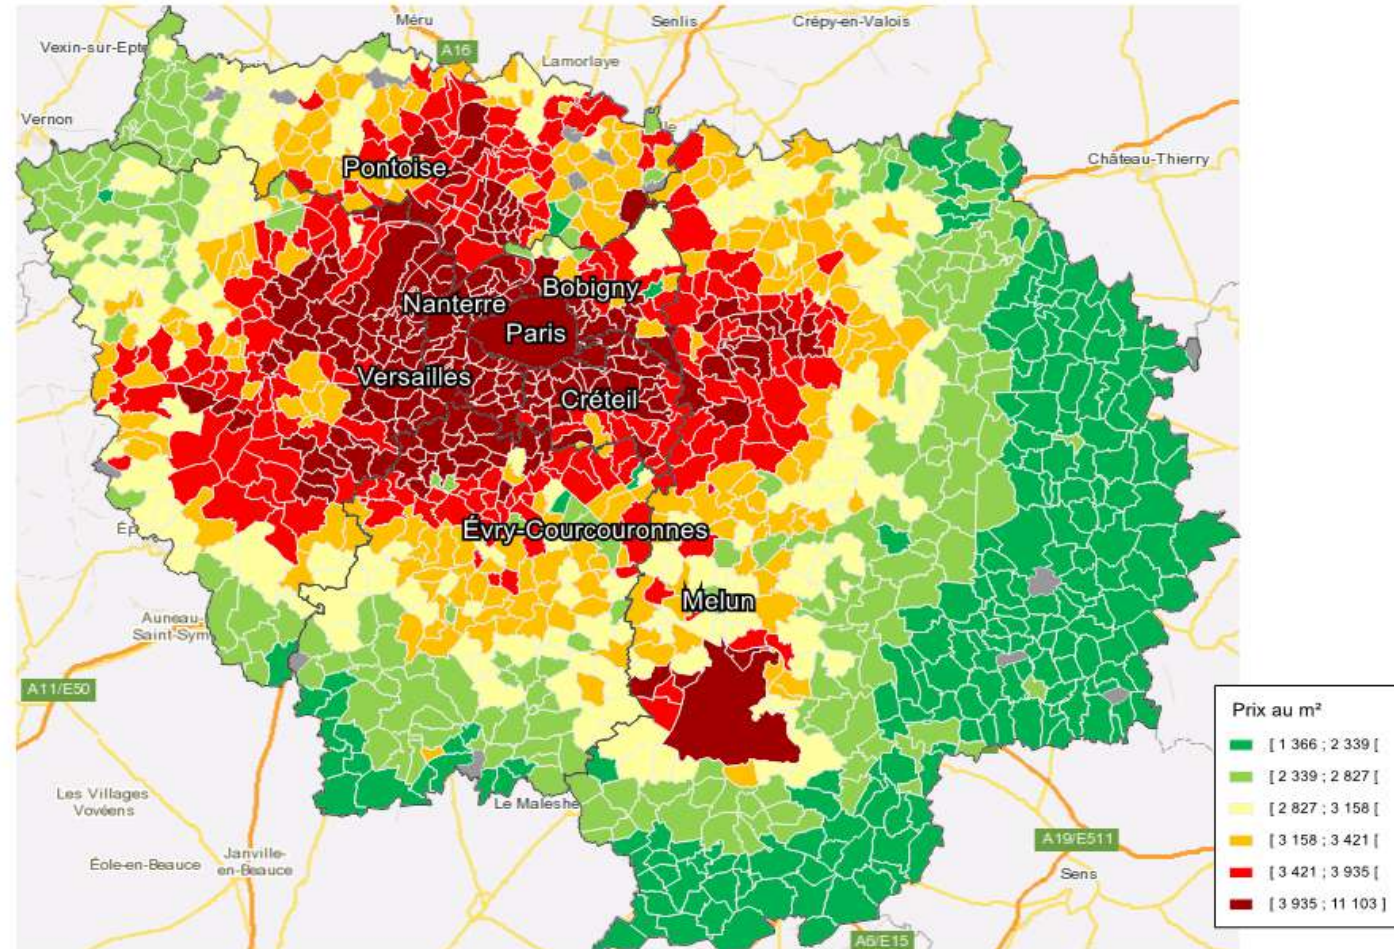 Méru
Senlis
Crépy-en-Valois
Vexin-sur-Epte
A16
Lamorlaye
Vernon
Château-Thierry
Pontoise
Nanterre
Bobigny
Paris
Versailles
Créteil
Évry-Courcouronnes
Melun
Auneau-
Saint-Sym
A11/E50
Les Villages
Vovéens
Le Maleshe
Éole-en-Beauce
Janville-
en-Beauce
A19/E511
Sens
A6/E15
Prix au m²
[ 1 366 ; 2 339 [
[ 2 339 ; 2 827 [
[ 2 827 ; 3 158 [
[ 3 158 ; 3 421 [
[ 3 421 ; 3 935 [
[ 3 935 ; 11 103 ]